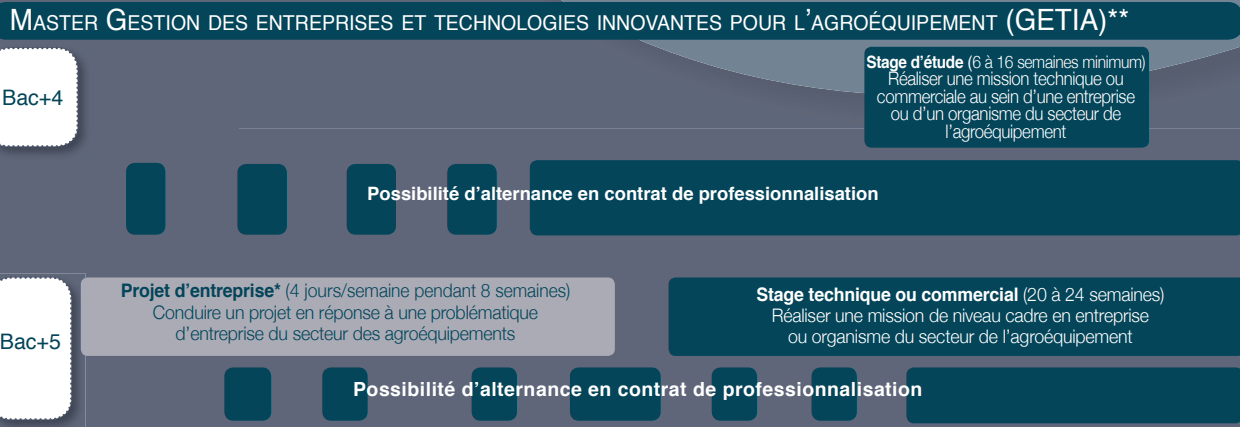 Master Gestion des entreprises et technologies innovantes pour l'agroéquipement (GETIA)**
Bac+4
Stage d'étude (6 à 16 semaines minimum)
Réaliser une mission technique ou
commerciale au sein d'une entreprise
ou d'un organisme du secteur de
l'agroéquipement
Possibilité d'alternance en contrat de professionnalisation
Bac+5
Projet d'entreprise* (4 jours/semaine pendant 8 semaines)
Conduire un projet en réponse à une problématique
d'entreprise du secteur des agroéquipements
Stage technique ou commercial (20 à 24 semaines)
Réaliser une mission de niveau cadre en entreprise
ou organisme du secteur de l'agroéquipement
Possibilité d'alternance en contrat de professionnalisation